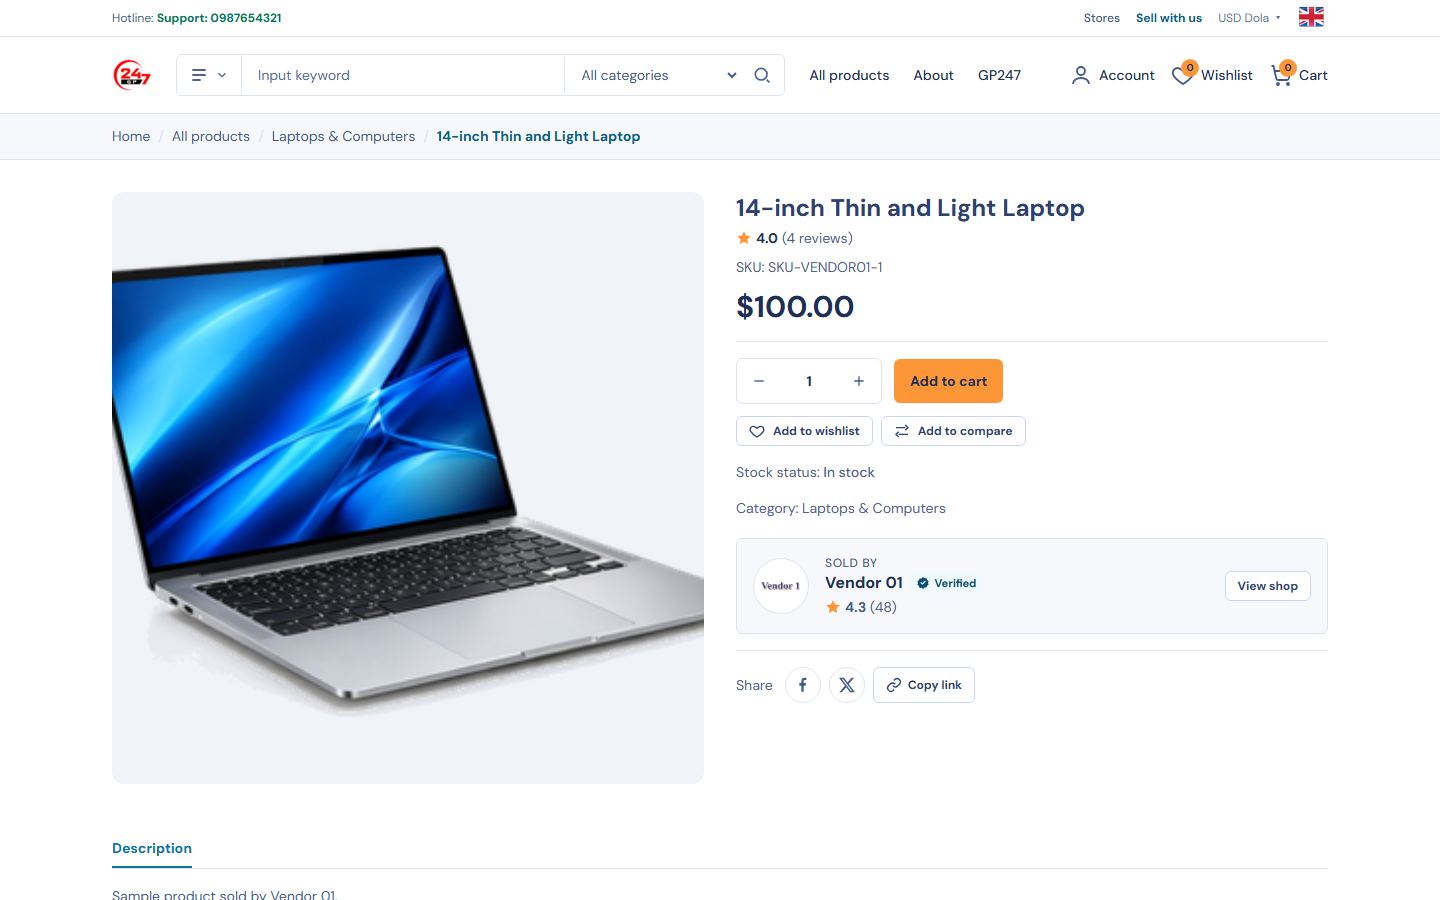 Hotline: Support: 0987654321
Stores
Sell with us
USD Dola
247
GP
Input keyword
All categories
All products
About
GP247
Account
0
Wishlist
0
Cart
Home / All products / Laptops & Computers / 14-inch Thin and Light Laptop
14-inch Thin and Light Laptop
4.0 (4 reviews)
SKU: SKU-VENDOR01-1
$100.00
1
Add to cart
Add to wishlist
Add to compare
Stock status: In stock
Category: Laptops & Computers
Vendor 1
SOLD BY
Vendor 01
Verified
4.3 (48)
View shop
Share
Copy link
Description
Sample product sold by Vendor 01.